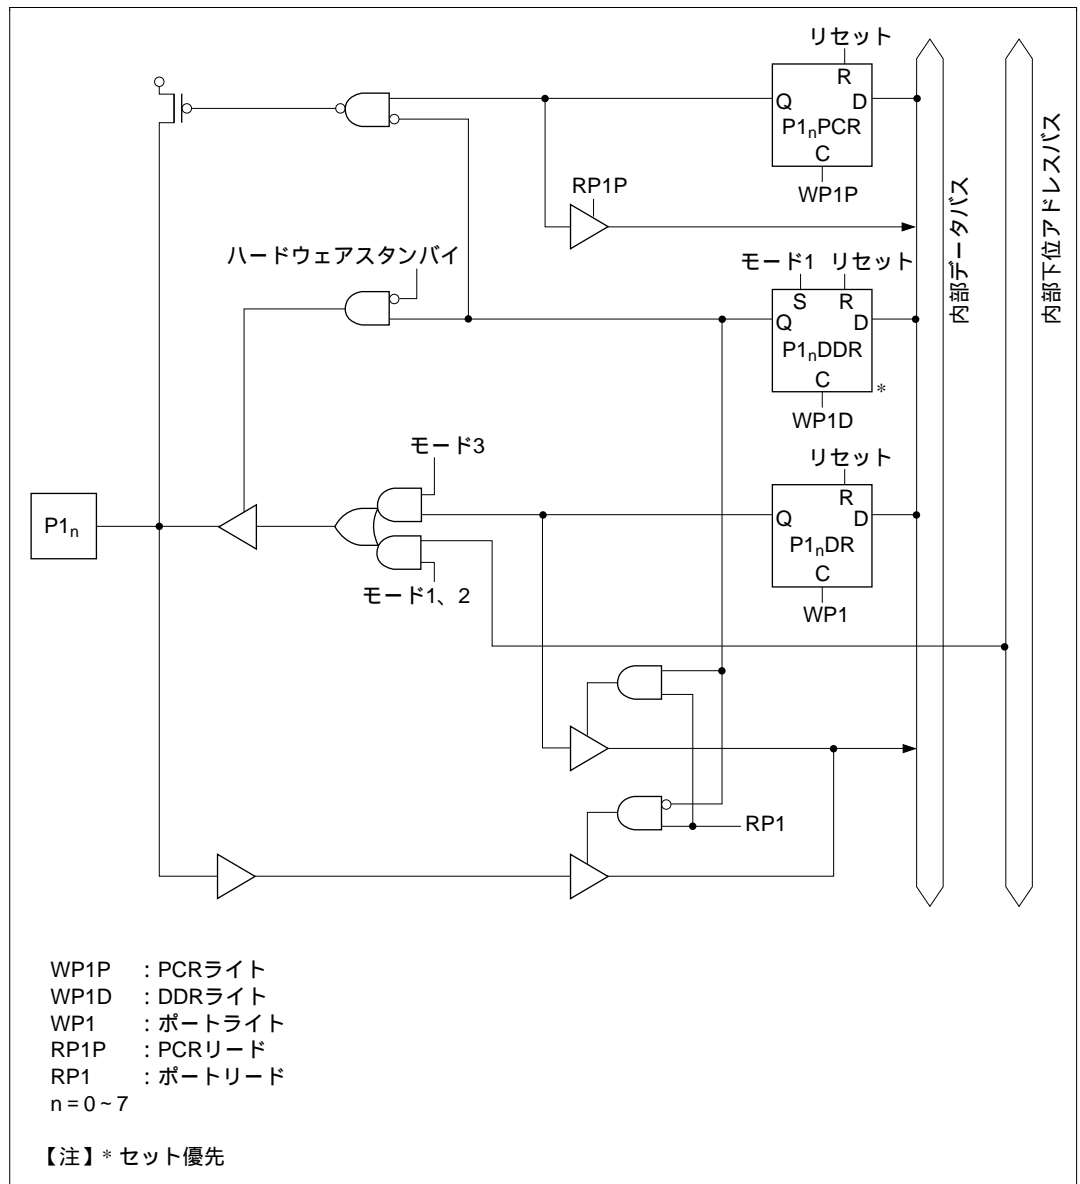 リセット
R
Q D
P1nPCR
C
WP1P
RP1P
ハードウェアスタンバイ
モード1 リセット
S R
Q D
P1nDDR
C
*
WP1D
内部データバス
内部下位アドレスバス
モード3
リセット
R
Q D
P1nDR
C
WP1
P1n
モード1、2
RP1
WP1P :PCRライト
WP1D :DDRライト
WP1 :ポートライト
RP1P :PCRリード
RP1 :ポートリード
n = 0 ~ 7
【注】* セット優先